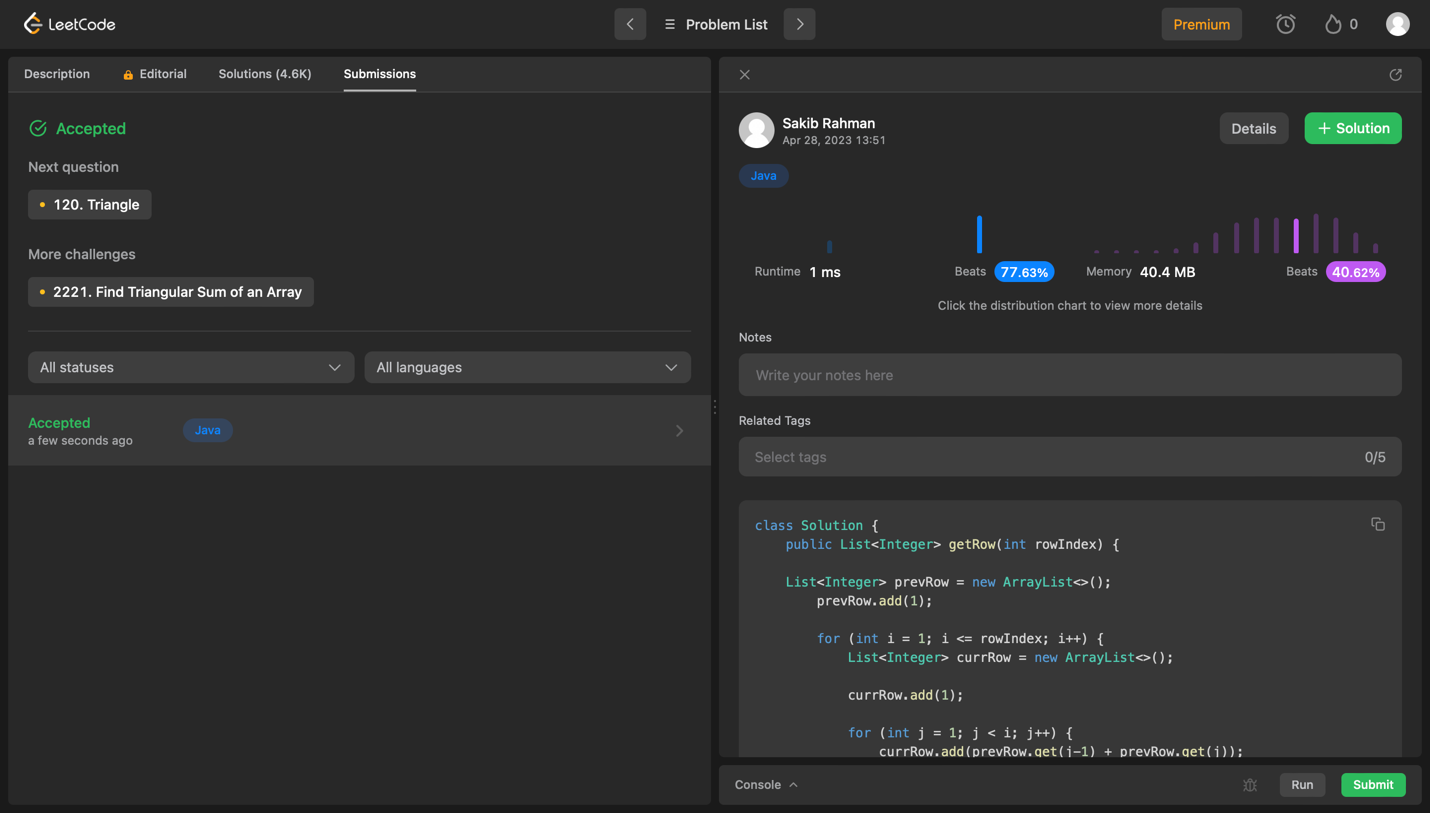 LeetCode
Problem List
Premium
0
Description
Editorial
Solutions (4.6K)
Submissions
Accepted
Next question
120. Triangle
More challenges
2221. Find Triangular Sum of an Array
All statuses
All languages
Accepted
a few seconds ago
Java
Sakib Rahman
Apr 28, 2023 13:51
Details
+ Solution
Java
Runtime 1 ms
Beats 77.63%
Memory 40.4 MB
Beats 40.62%
Click the distribution chart to view more details
Notes
Write your notes here
Related Tags
Select tags
0/5
class Solution {
public List<Integer> getRow(int rowIndex) {
List<Integer> prevRow = new ArrayList<>();
prevRow.add(1);
for (int i = 1; i <= rowIndex; i++) {
List<Integer> currRow = new ArrayList<>();
currRow.add(1);
for (int j = 1; j < i; j++) {
currRow.add(prevRow.get(j-1) + prevRow.get(j));
Console
Run
Submit